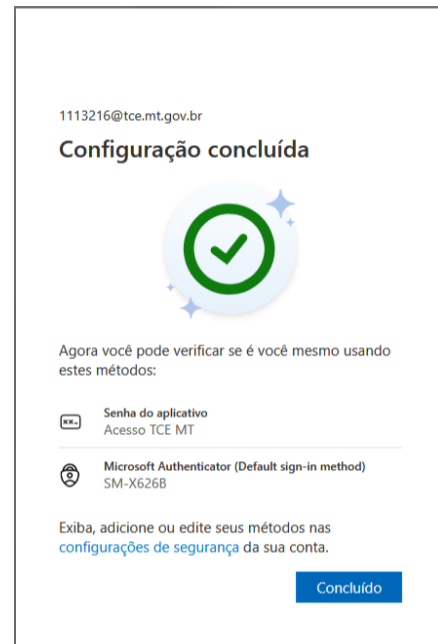 1113216@tce.mt.gov.br
Configuração concluída
Agora você pode verificar se é você mesmo usando
estes métodos:
Senha do aplicativo
Acesso TCE MT
Microsoft Authenticator (Default sign-in method)
SM-X626B
Exiba, adicione ou edite seus métodos nas
configurações de segurança da sua conta.
Concluído